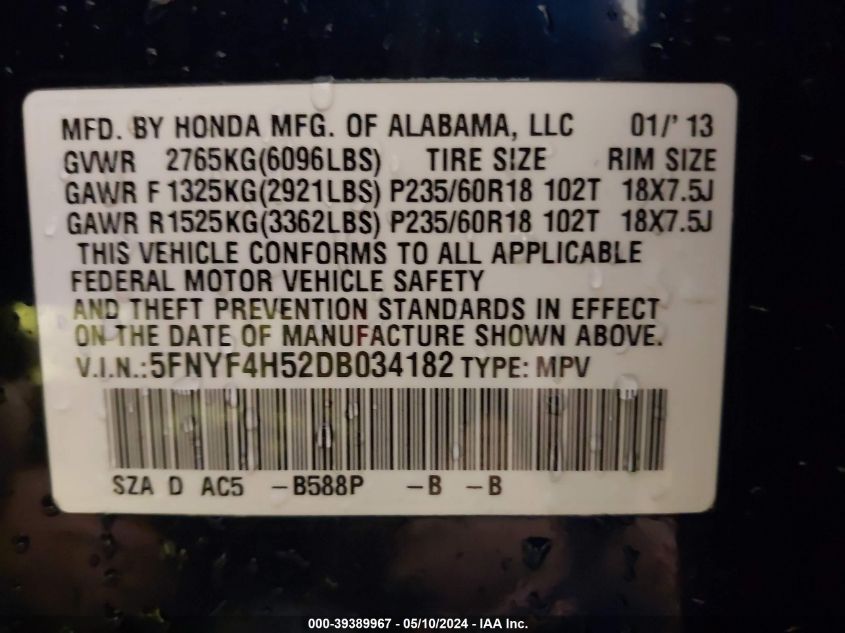 MFD. BY HONDA MFG. OF ALABAMA, LLC 01/'13
GVWR 2765KG(6096LBS) TIRE SIZE RIM SIZE
GAWR F 1325KG(2921LBS) P235/60R18 102T 18X7.5J
GAWR R1525KG(3362LBS) P235/60R18 102T 18X7.5J
THIS VEHICLE CONFORMS TO ALL APPLICABLE
FEDERAL MOTOR VEHICLE SAFETY
AND THEFT PREVENTION STANDARDS IN EFFECT
ON THE DATE OF MANUFACTURE SHOWN ABOVE.
V.I.N.:5FNYF4H52DB034182 TYPE: MPV
SZA D AC5 -B588P -B -B
000-39389967 - 05/10/2024 - IAA Inc.